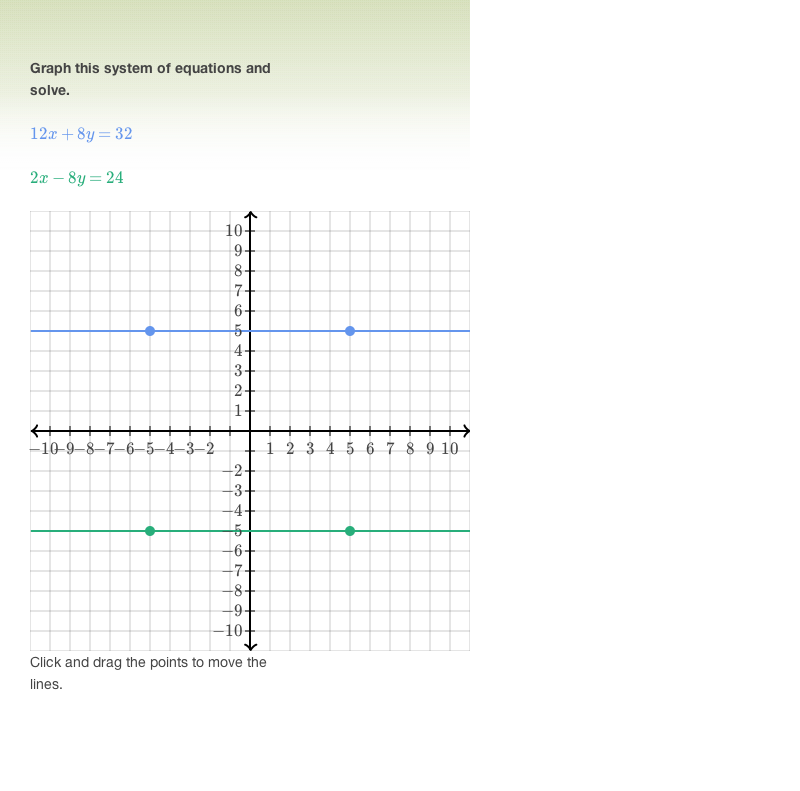 Graph this system of equations and
solve.
12x + 8y = 32
2x − 8y = 24
10
9
8
7
6
5
4
3
2
1
−10 −9 −8 −7 −6 −5 −4 −3 −2 1 2 3 4 5 6 7 8 9 10
−2
−3
−4
−5
−6
−7
−8
−9
−10
Click and drag the points to move the
lines.